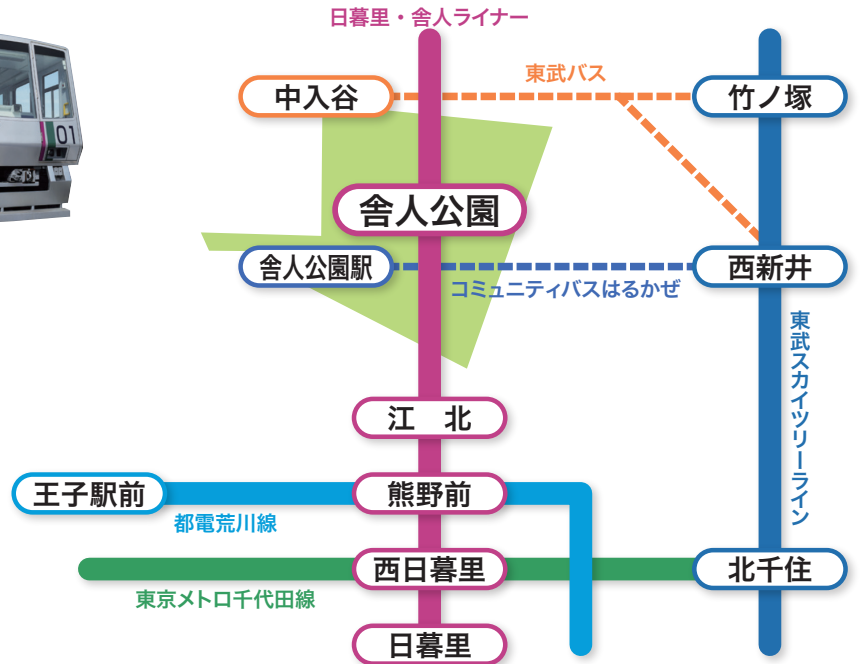 日暮里・舎人ライナー
東武バス
中入谷
竹ノ塚
01
舎人公園
舎人公園駅
西新井
コミュニティバスはるかぜ
東武スカイツリーライン
江 北
王子駅前
熊野前
都電荒川線
西日暮里
北千住
東京メトロ千代田線
日暮里